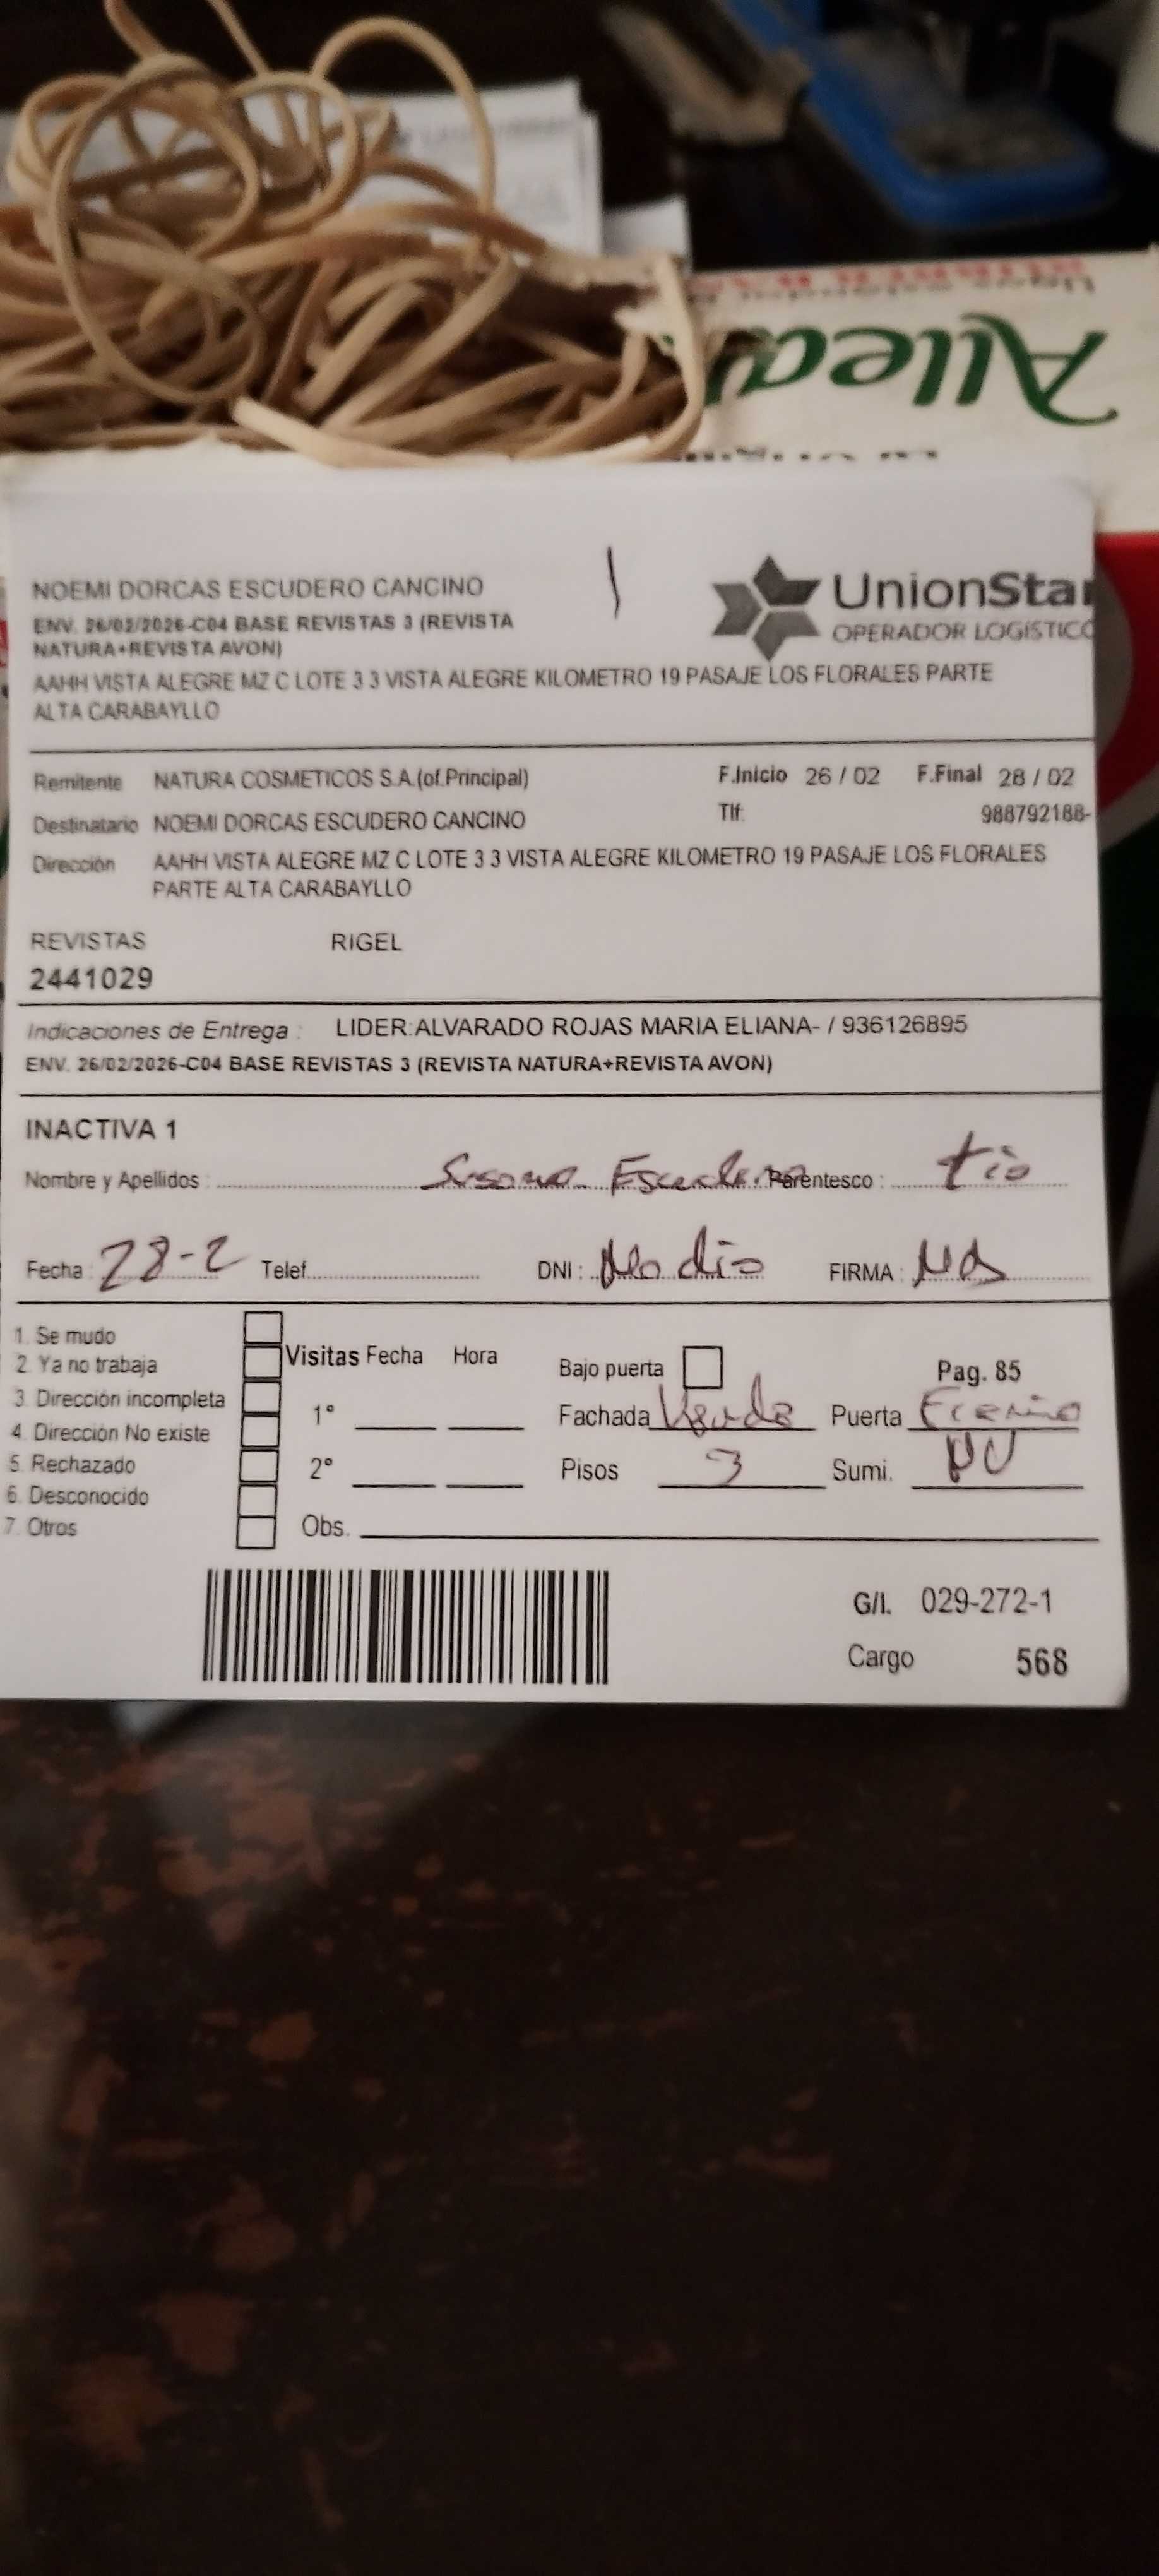 Alleg
NOEMI DORCAS ESCUDERO CANCINO
UnionStar
ENV. 26/02/2026-C04 BASE REVISTAS 3 (REVISTA
NATURA+REVISTA AVON)
OPERADOR LOGISTICO
AAHH VISTA ALEGRE MZ C LOTE 3 3 VISTA ALEGRE KILOMETRO 19 PASAJE LOS FLORALES PARTE
ALTA CARABAYLLO
Remitente NATURA COSMETICOS S.A.(of.Principal) F.Inicio 26 / 02 F.Final 28 / 02
Destinatario NOEMI DORCAS ESCUDERO CANCINO Tlf: 988792188-
Dirección AAHH VISTA ALEGRE MZ C LOTE 3 3 VISTA ALEGRE KILOMETRO 19 PASAJE LOS FLORALES
PARTE ALTA CARABAYLLO
REVISTAS RIGEL
2441029
Indicaciones de Entrega : LIDER:ALVARADO ROJAS MARIA ELIANA- / 936126895
ENV. 26/02/2026-C04 BASE REVISTAS 3 (REVISTA NATURA+REVISTA AVON)
INACTIVA 1
Nombre y Apellidos : Susana Escudero Parentesco : tio
Fecha : 28-2 Telef. DNI : No dio FIRMA :
1. Se mudo
2. Ya no trabaja Visitas Fecha Hora Bajo puerta Pag. 85
3. Dirección incompleta 1° Fachada Puerta
4. Dirección No existe
5. Rechazado 2° Pisos 3 Sumi.
6. Desconocido
7. Otros Obs.
G/I. 029-272-1
Cargo 568